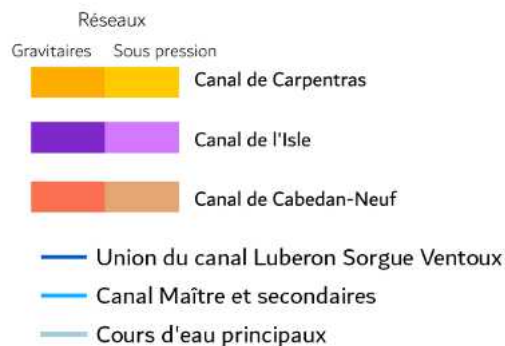 Réseaux
Gravitaires Sous pression
Canal de Carpentras
Canal de l'Isle
Canal de Cabedan-Neuf
Union du canal Luberon Sorgue Ventoux
Canal Maître et secondaires
Cours d'eau principaux